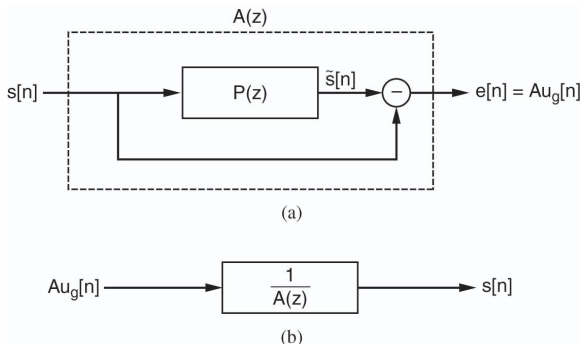 A(z)
s[n]
P(z)
s̃[n]
−
e[n] = Au_g[n]
(a)
Au_g[n]
1
A(z)
s[n]
(b)